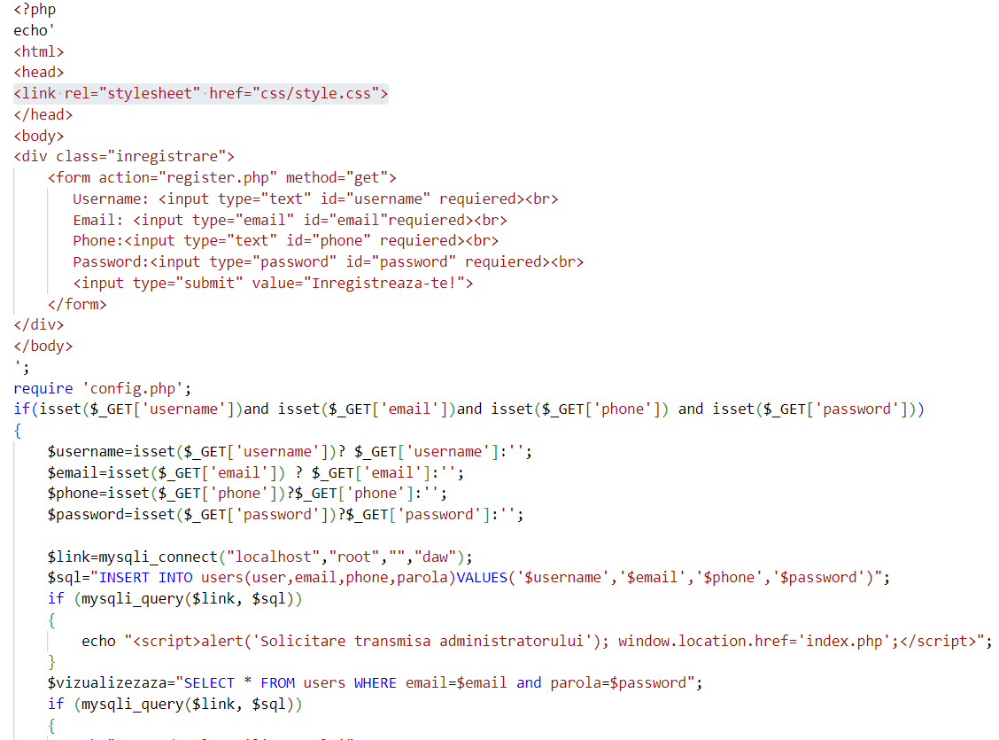 <?php
echo'
<html>
<head>
<link rel="stylesheet" href="css/style.css">
</head>
<body>
<div class="inregistrare">
    <form action="register.php" method="get">
       Username: <input type="text" id="username" requiered><br>
       Email: <input type="email" id="email"requiered><br>
       Phone:<input type="text" id="phone" requiered><br>
       Password:<input type="password" id="password" requiered><br>
       <input type="submit" value="Inregistreaza-te!">
    </form>
</div>
</body>
';
require 'config.php';
if(isset($_GET['username'])and isset($_GET['email'])and isset($_GET['phone']) and isset($_GET['password']))
{
    $username=isset($_GET['username'])? $_GET['username']:'';
    $email=isset($_GET['email']) ? $_GET['email']:'';
    $phone=isset($_GET['phone'])?$_GET['phone']:'';
    $password=isset($_GET['password'])?$_GET['password']:'';

    $link=mysqli_connect("localhost","root","","daw");
    $sql="INSERT INTO users(user,email,phone,parola)VALUES('$username','$email','$phone','$password')";
    if (mysqli_query($link, $sql))
    {
        echo "<script>alert('Solicitare transmisa administratorului'); window.location.href='index.php';</script>";
    }
    $vizualizezaza="SELECT * FROM users WHERE email=$email and parola=$password";
    if (mysqli_query($link, $sql))
    {